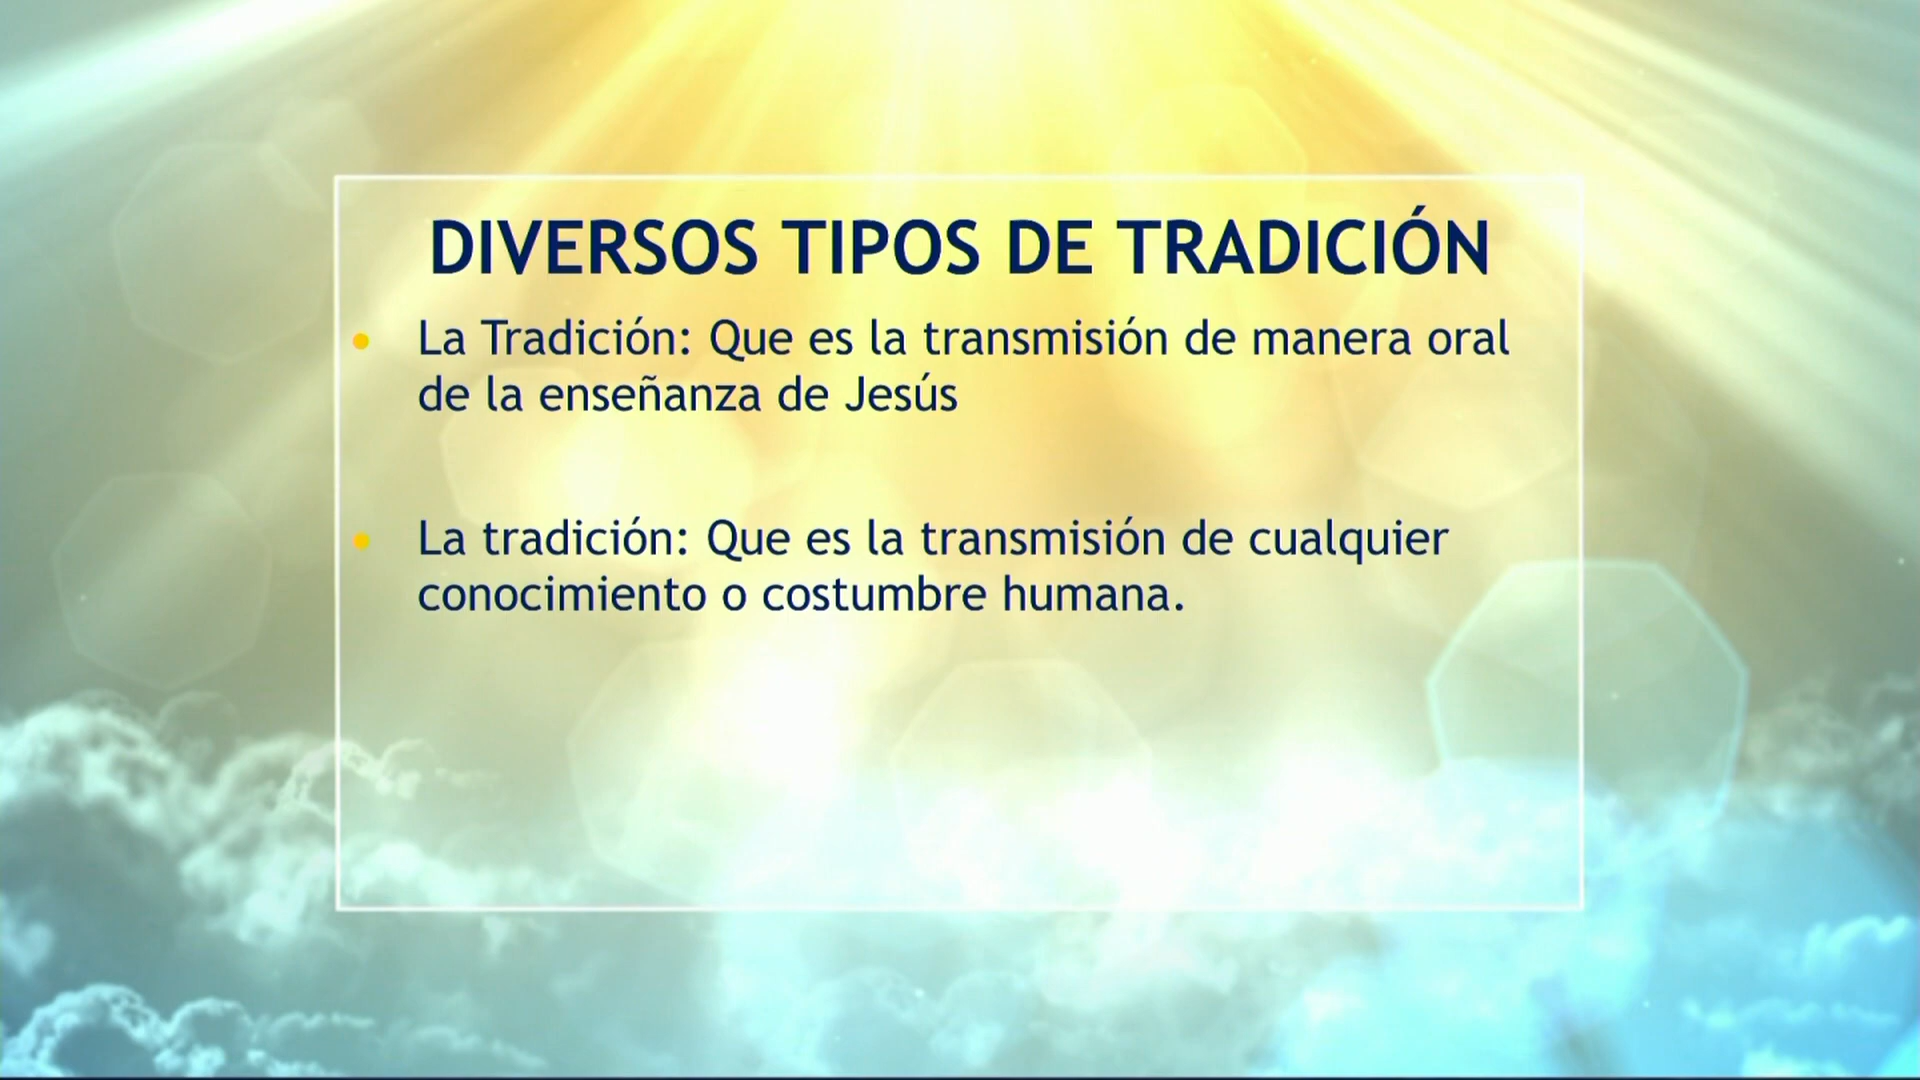 DIVERSOS TIPOS DE TRADICIÓN
• La Tradición: Que es la transmisión de manera oral
de la enseñanza de Jesús
• La tradición: Que es la transmisión de cualquier
conocimiento o costumbre humana.